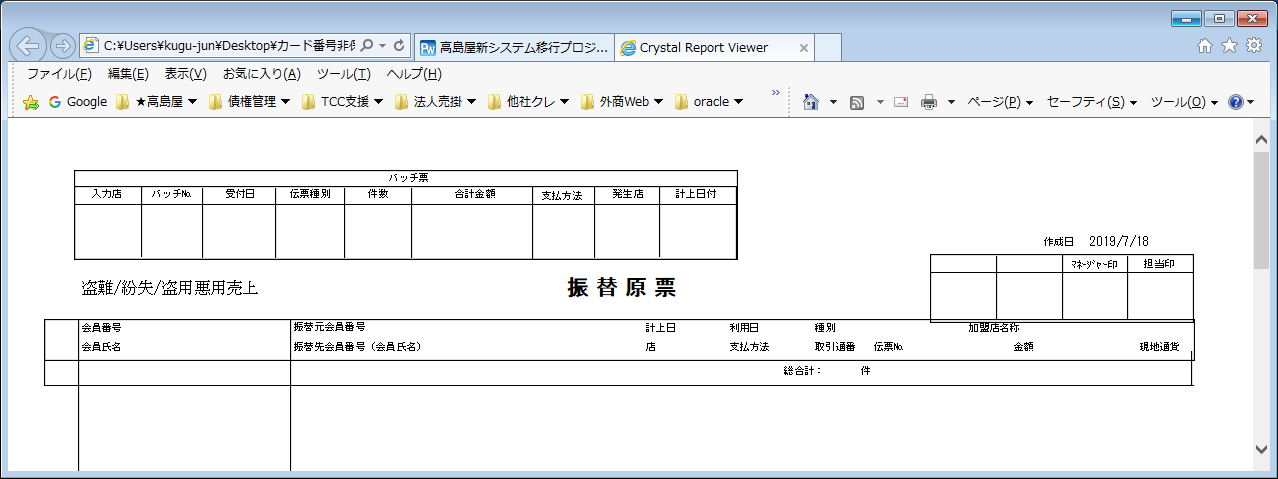 C:¥Users¥kugu-jun¥Desktop¥カード番号非保
高島屋新システム移行プロジ...
Crystal Report Viewer
ファイル(F) 編集(E) 表示(V) お気に入り(A) ツール(T) ヘルプ(H)
Google ★高島屋 債権管理 TCC支援 法人売掛 他社クレ 外商Web oracle » ページ(P) セーフティ(S) ツール(O)
バッチ票
入力店 バッチNo. 受付日 伝票種別 件数 合計金額 支払方法 発生店 計上日付
作成日 2019/7/18
マネージャー印 担当印
盗難/紛失/盗用悪用売上 振替原票
会員番号 振替元会員番号 計上日 利用日 種別 加盟店名称
会員氏名 振替先会員番号（会員氏名） 店 支払方法 取引通番 伝票No. 金額 現地通貨
総合計： 件